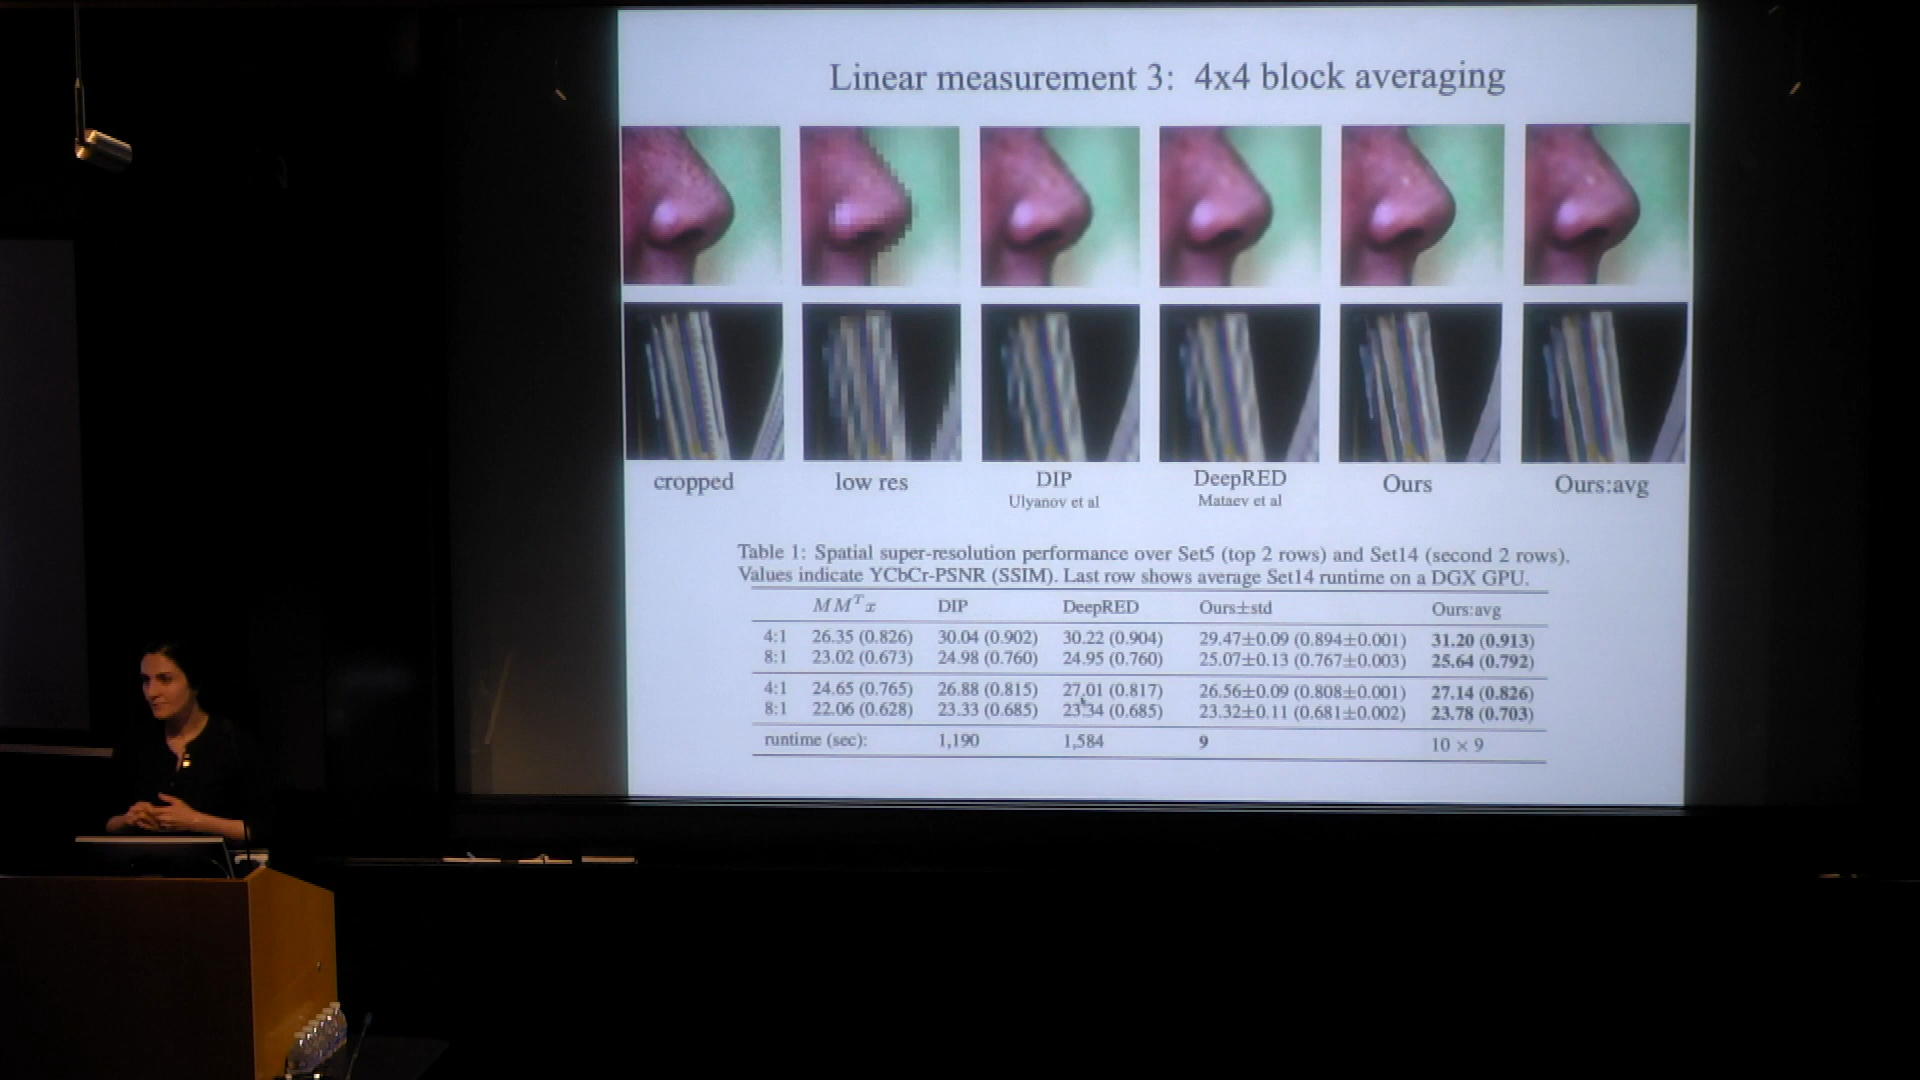 Linear measurement 3: 4x4 block averaging
cropped low res DIP DeepRED Ours Ours:avg
Ulyanov et al Mataev et al
Table 1: Spatial super-resolution performance over Set5 (top 2 rows) and Set14 (second 2 rows).
Values indicate YCbCr-PSNR (SSIM). Last row shows average Set14 runtime on a DGX GPU.
MMᵀx DIP DeepRED Ours±std Ours:avg
4:1 26.35 (0.826) 30.04 (0.902) 30.22 (0.904) 29.47±0.09 (0.894±0.001) 31.20 (0.913)
8:1 23.02 (0.673) 24.98 (0.760) 24.95 (0.760) 25.07±0.13 (0.767±0.003) 25.64 (0.792)
4:1 24.65 (0.765) 26.88 (0.815) 27.01 (0.817) 26.56±0.09 (0.808±0.001) 27.14 (0.826)
8:1 22.06 (0.628) 23.33 (0.685) 23.34 (0.685) 23.32±0.11 (0.681±0.002) 23.78 (0.703)
runtime (sec): 1,190 1,584 9 10 × 9